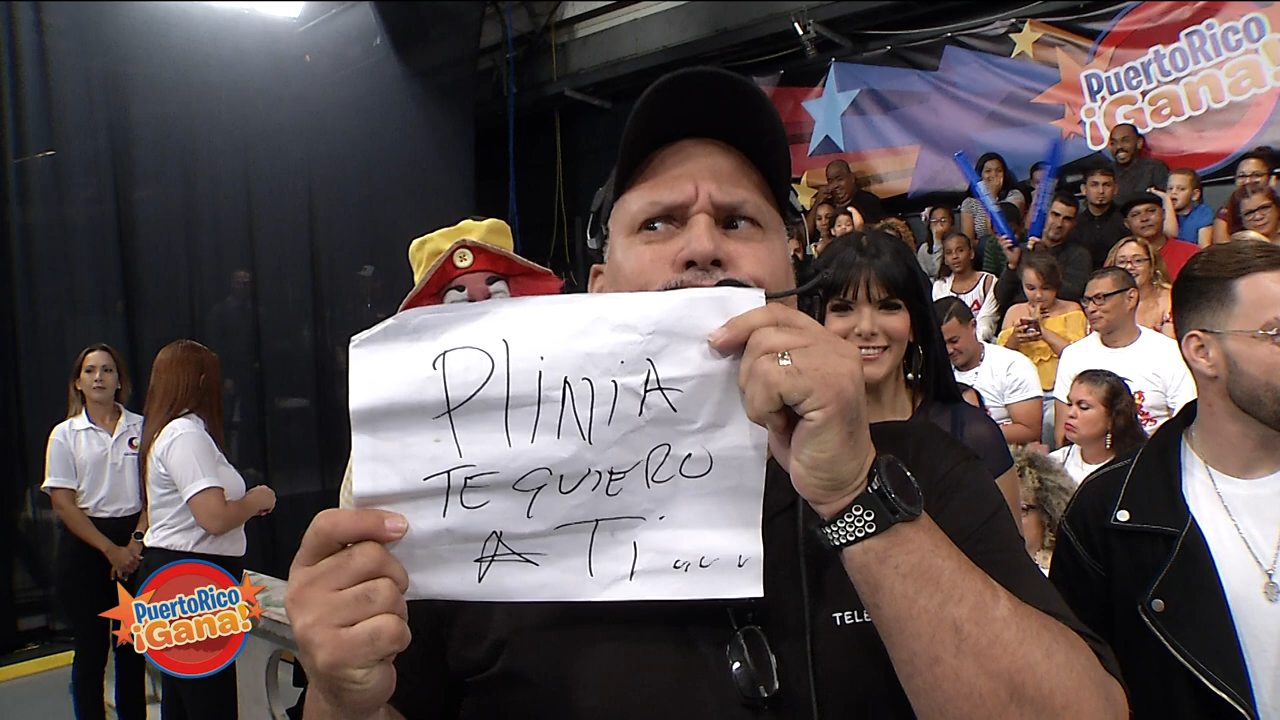 PuertoRico
¡Gana!
PliNiA
TE QUIERO
A Ti....
TELE
PuertoRico
¡Gana!